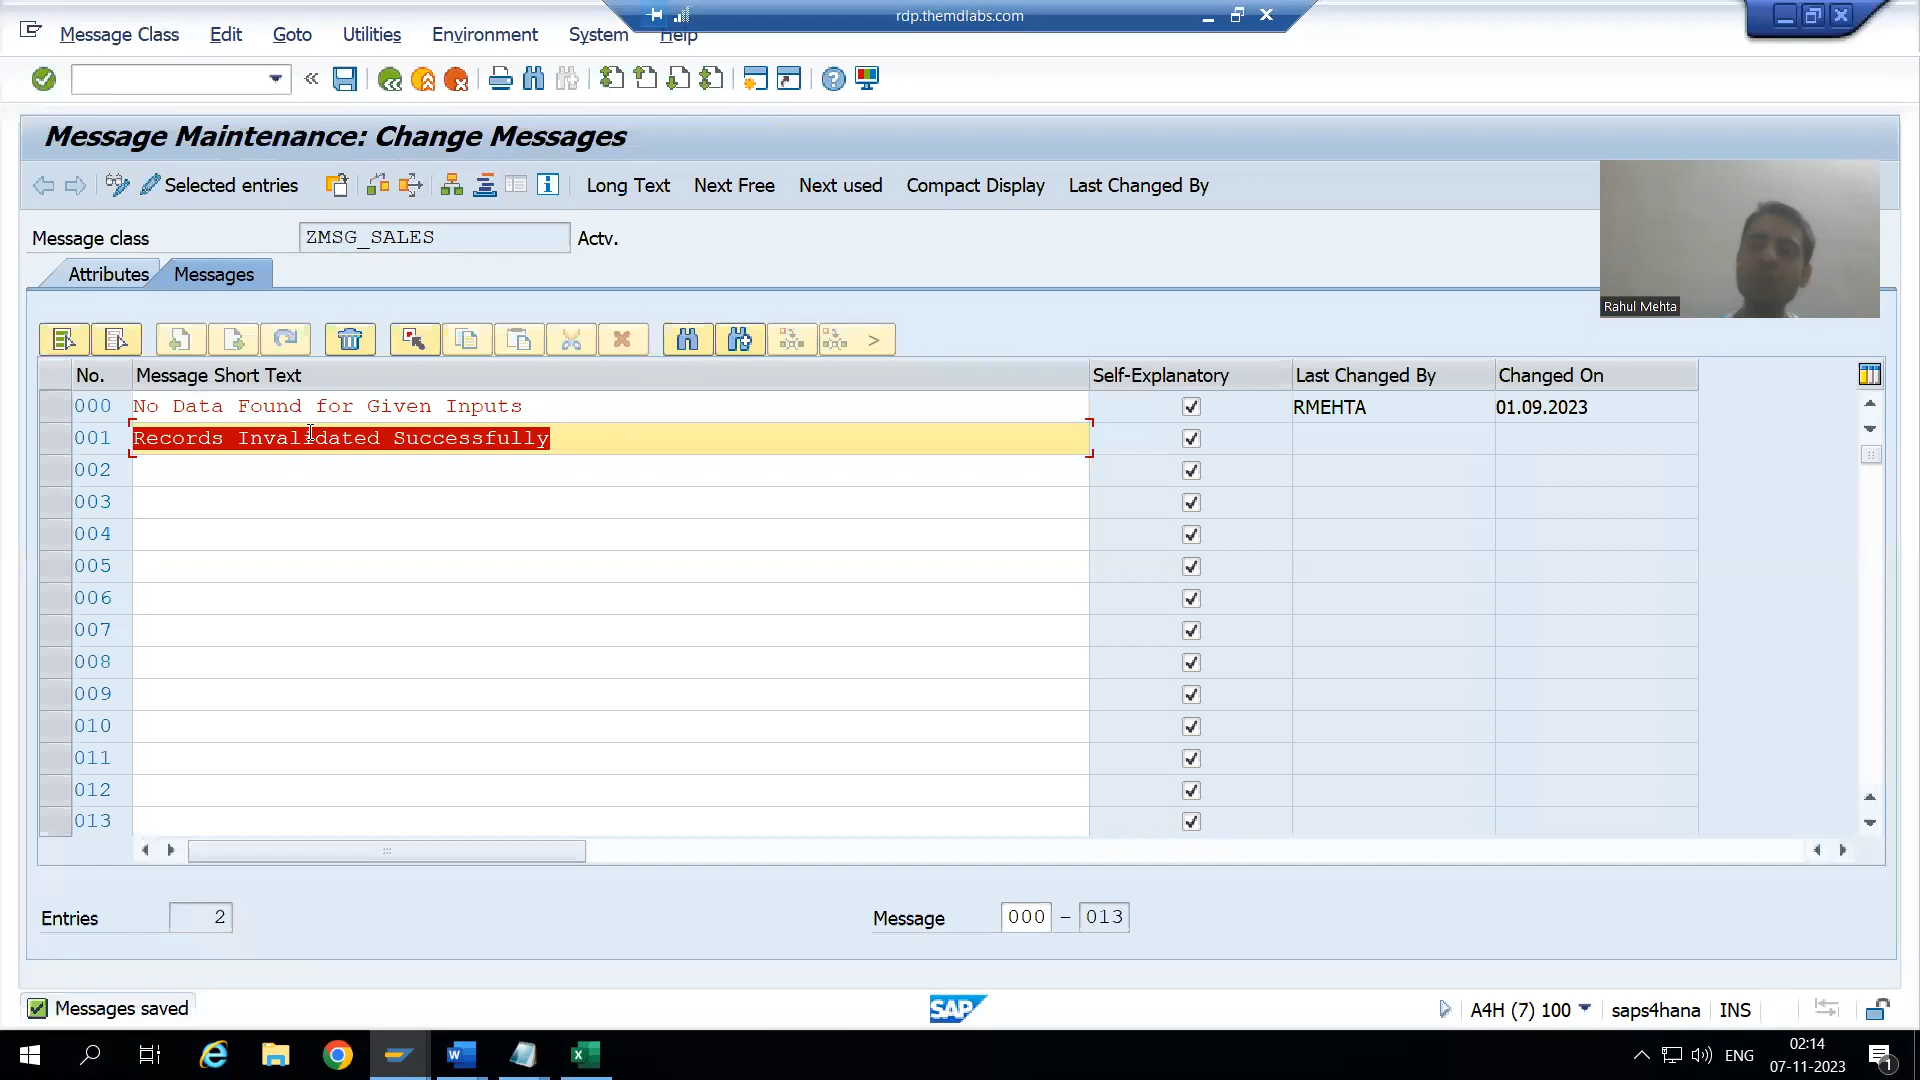 rdp.themdlabs.com
Message Class Edit Goto Utilities Environment System Help
Message Maintenance: Change Messages
Selected entries Long Text Next Free Next used Compact Display Last Changed By
Message class ZMSG_SALES Actv.
Attributes Messages
Rahul Mehta
No. Message Short Text Self-Explanatory Last Changed By Changed On
000 No Data Found for Given Inputs RMEHTA 01.09.2023
001 Records Invalidated Successfully
002
003
004
005
006
007
008
009
010
011
012
013
Entries 2 Message 000 - 013
Messages saved SAP A4H (7) 100 saps4hana INS
02:14
ENG
07-11-2023
1